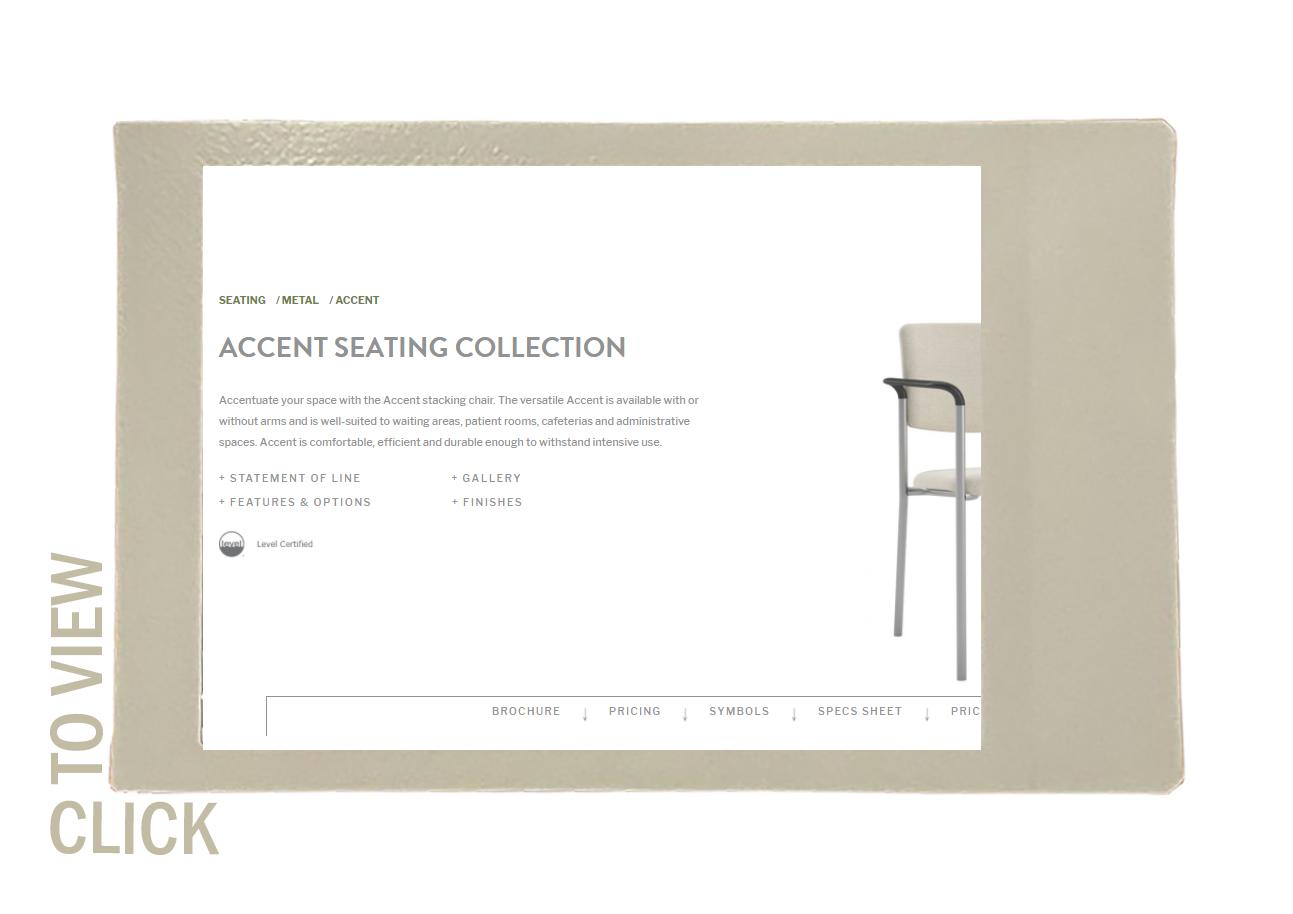 SEATING / METAL / ACCENT
ACCENT SEATING COLLECTION
Accentuate your space with the Accent stacking chair. The versatile Accent is available with or
without arms and is well-suited to waiting areas, patient rooms, cafeterias and administrative
spaces. Accent is comfortable, efficient and durable enough to withstand intensive use.
+ STATEMENT OF LINE + GALLERY
+ FEATURES & OPTIONS + FINISHES
level Level Certified
BROCHURE PRICING SYMBOLS SPECS SHEET PRIC
CLICK
TO VIEW